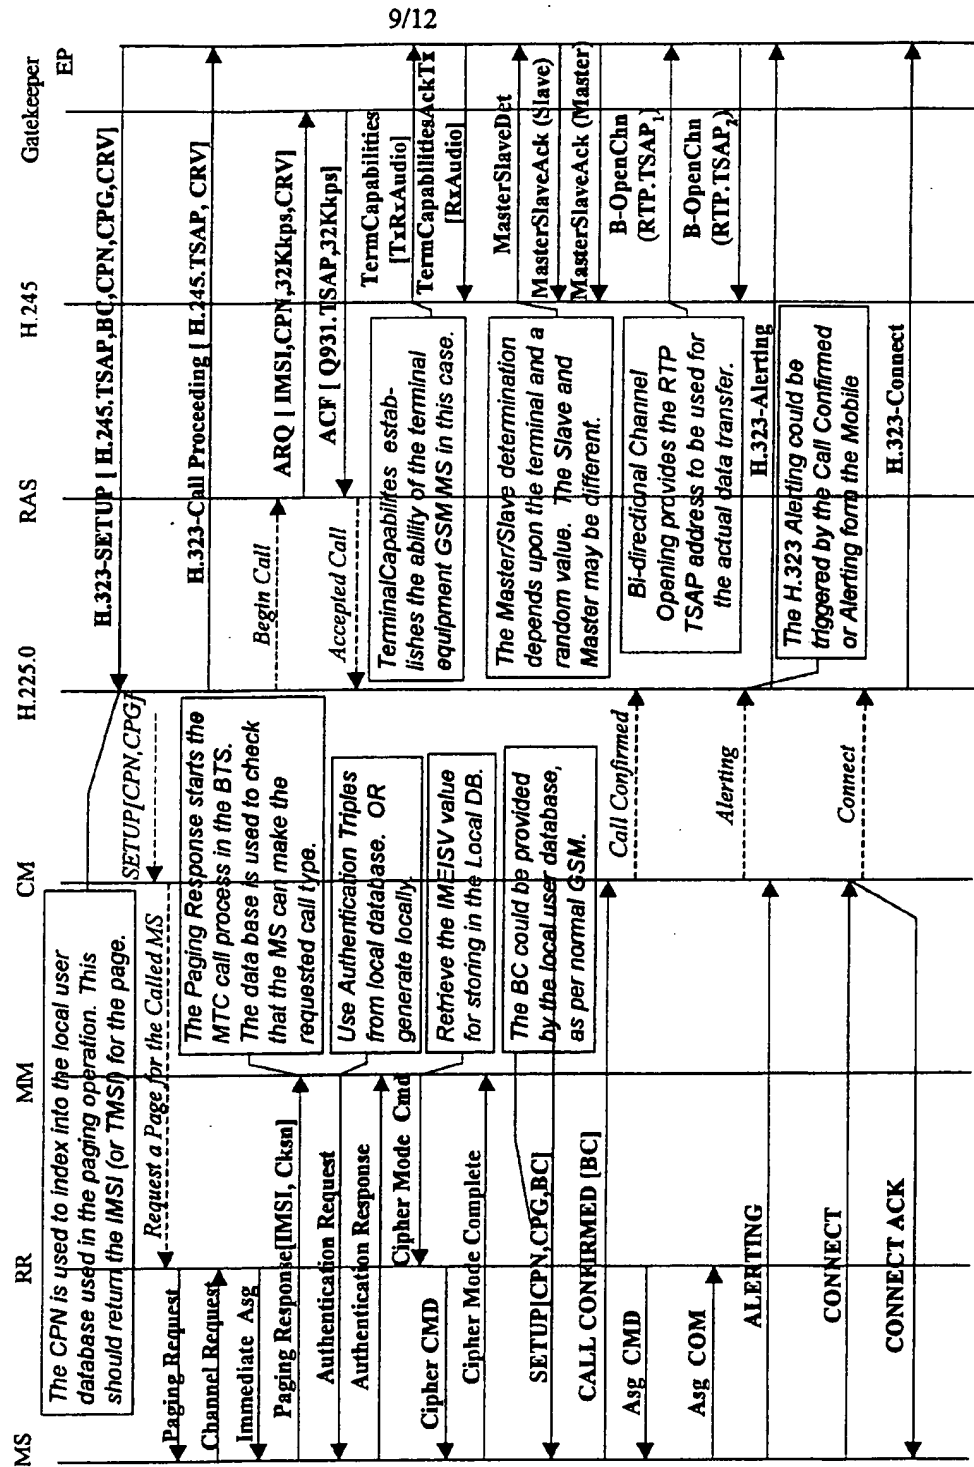 9/12
MS
RR
MM
CM
H.225.0
RAS
H.245
Gatekeeper
EP
The CPN is used to index into the local user
database used in the paging operation. This
should return the IMSI (or TMSI) for the page.
H.323-SETUP [ H.245.TSAP,BC,CPN,CPG,CRV]
SETUP[CPN,CPG]
Request a Page for the Called MS
Paging Request
Channel Request
Immediate Asg
H.323-Call Proceeding [ H.245.TSAP, CRV]
The Paging Response starts the
MTC call process in the BTS.
The data base is used to check
that the MS can make the
requested call type.
Begin Call
ARQ [ IMSI,CPN,32Kkps,CRV]
Paging Response[IMSI, Cksn]
Authentication Request
Accepted Call
ACF [ Q931.TSAP,32Kkps]
Use Authentication Triples
from local database. OR
generate locally.
Authentication Response
TerminalCapabilites estab-
lishes the ability of the terminal
equipment GSM MS in this case.
TermCapabilities
[TxRxAudio]
TermCapabilitiesAckTx
[RxAudio]
Cipher Mode Cmd
Cipher CMD
Retrieve the IMEISV value
for storing in the Local DB.
Cipher Mode Complete
The Master/Slave determination
depends upon the terminal and a
random value. The Slave and
Master may be different.
MasterSlaveDet
MasterSlaveAck (Slave)
MasterSlaveAck (Master)
The BC could be provided
by the local user database,
as per normal GSM.
SETUP[CPN,CPG,BC]
CALL CONFIRMED [BC]
Call Confirmed
Bi-directional Channel
Opening provides the RTP
TSAP address to be used for
the actual data transfer.
B-OpenChn
(RTP.TSAP1)
B-OpenChn
(RTP.TSAP2)
Asg CMD
Asg COM
ALERTING
Alerting
H.323-Alerting
The H.323 Alerting could be
triggered by the Call Confirmed
or Alerting form the Mobile
CONNECT
Connect
H.323-Connect
CONNECT ACK